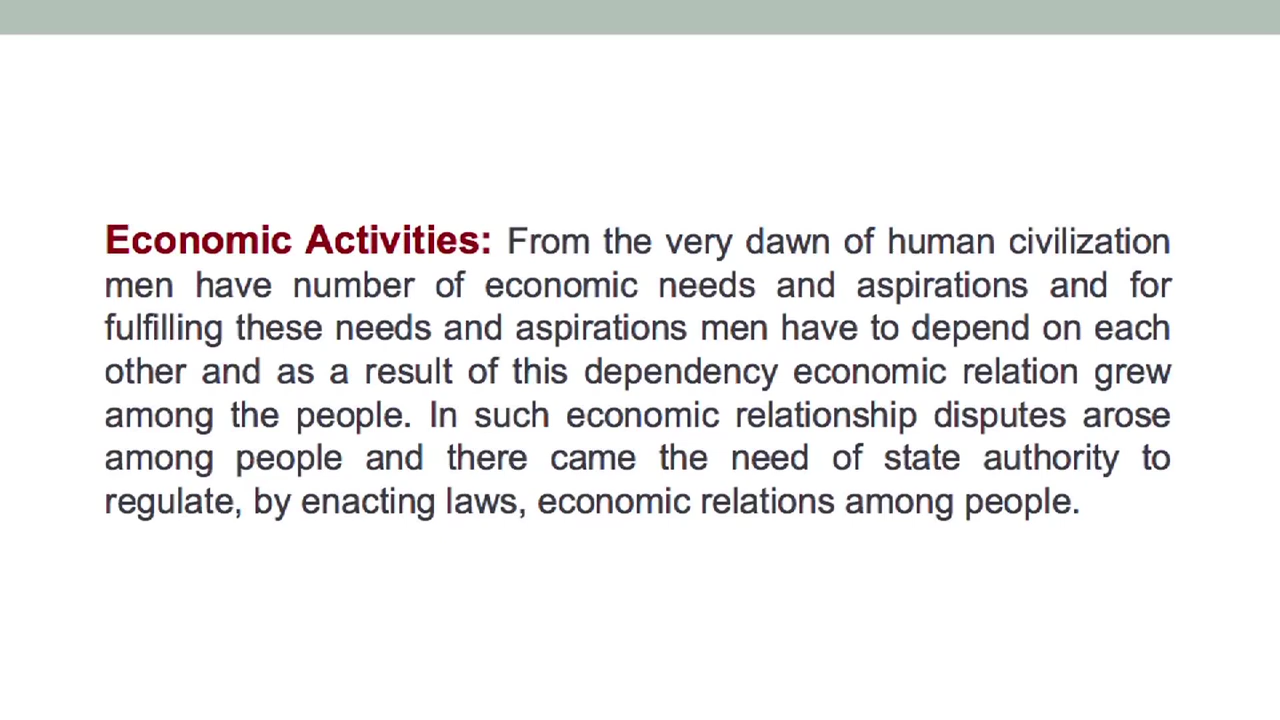 Economic Activities: From the very dawn of human civilization
men have number of economic needs and aspirations and for
fulfilling these needs and aspirations men have to depend on each
other and as a result of this dependency economic relation grew
among the people. In such economic relationship disputes arose
among people and there came the need of state authority to
regulate, by enacting laws, economic relations among people.